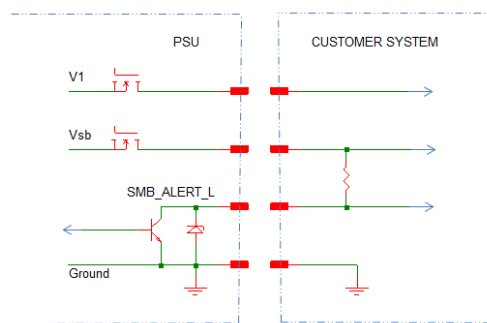 PSU
CUSTOMER SYSTEM
V1
Vsb
SMB_ALERT_L
Ground